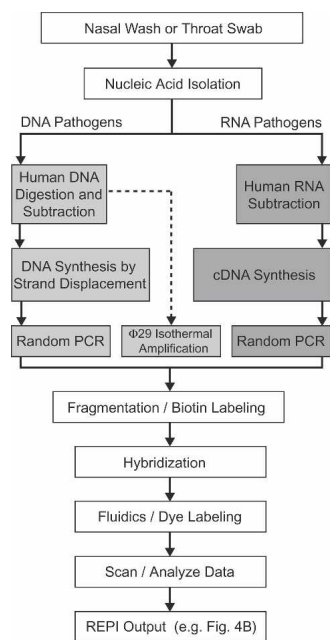 Nasal Wash or Throat Swab
Nucleic Acid Isolation
DNA Pathogens
RNA Pathogens
Human DNA
Digestion and
Subtraction
Human RNA
Subtraction
DNA Synthesis by
Strand Displacement
cDNA Synthesis
Random PCR
Φ29 Isothermal
Amplification
Random PCR
Fragmentation / Biotin Labeling
Hybridization
Fluidics / Dye Labeling
Scan / Analyze Data
REPI Output (e.g. Fig. 4B)